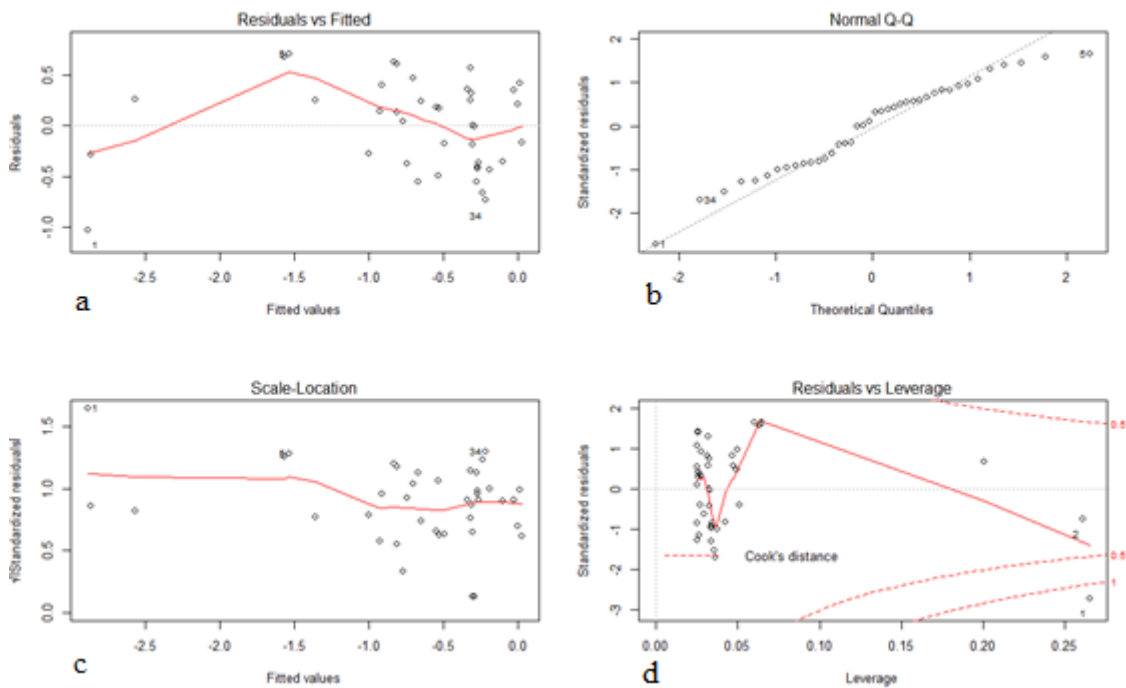 Residuals vs Fitted
Residuals
0.5
0.0
-0.5
-1.0
-2.5 -2.0 -1.5 -1.0 -0.5 0.0
Fitted values
1
34
a
Normal Q-Q
Standardized residuals
2
1
0
-1
-2
-2 -1 0 1 2
Theoretical Quantiles
1
34
5
b
Scale-Location
√|Standardized residuals|
1.5
1.0
0.5
0.0
-2.5 -2.0 -1.5 -1.0 -0.5 0.0
Fitted values
1
34
c
Residuals vs Leverage
Standardized residuals
2
1
0
-1
-2
-3
0.00 0.05 0.10 0.15 0.20 0.25
Leverage
Cook's distance
0.5
2
0.5
1
1
d